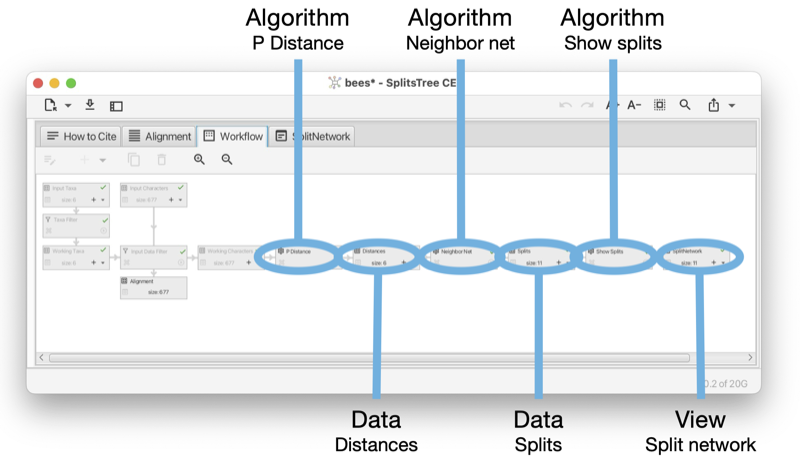 Algorithm Algorithm Algorithm
P Distance Neighbor net Show splits
bees* - SplitsTree CE
A- 
How to Cite Alignment Workflow SplitNetwork
Input Taxa Input Characters
size: 6 size: 677
Taxa Filter
Working Taxa Input Data Filter Working Characters P Distance Distances Neighbor Net Splits Show Splits SplitNetwork
size: 6 size: 677 size: 6 size: 11 size: 11
Alignment
size: 677
0.2 of 20G
Data Data View
Distances Splits Split network